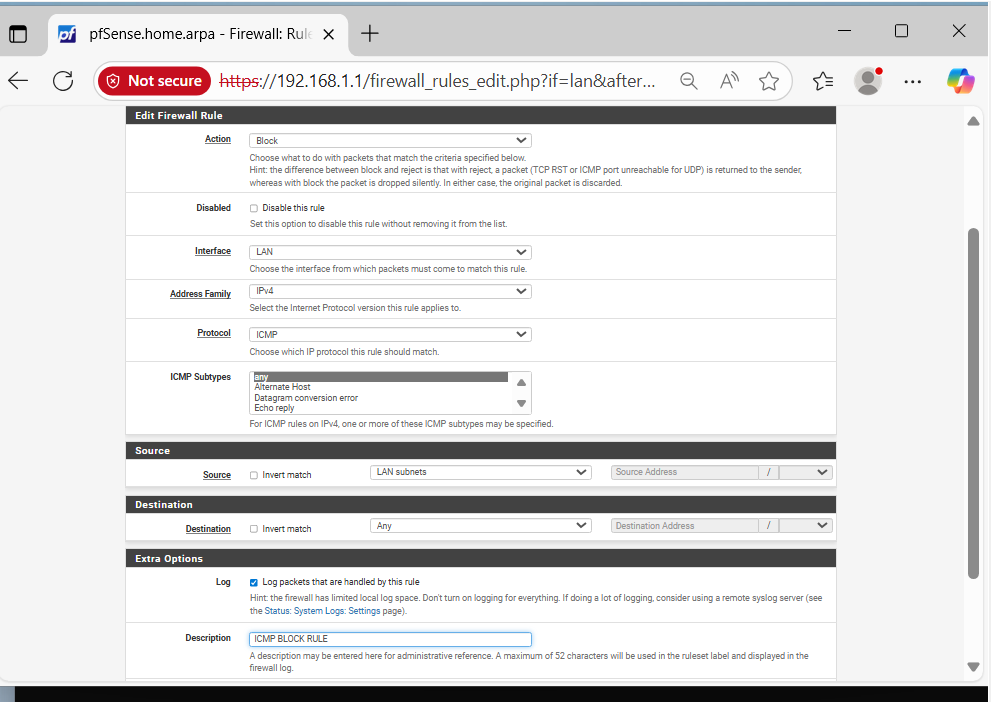 pfSense.home.arpa - Firewall: Rul
Not secure
https://192.168.1.1/firewall_rules_edit.php?if=lan&after...
Edit Firewall Rule
Action
Block
Choose what to do with packets that match the criteria specified below.
Hint: the difference between block and reject is that with reject, a packet (TCP RST or ICMP port unreachable for UDP) is returned to the sender,
whereas with block the packet is dropped silently. In either case, the original packet is discarded.
Disabled
Disable this rule
Set this option to disable this rule without removing it from the list.
Interface
LAN
Choose the interface from which packets must come to match this rule.
Address Family
IPv4
Select the Internet Protocol version this rule applies to.
Protocol
ICMP
Choose which IP protocol this rule should match.
ICMP Subtypes
any
Alternate Host
Datagram conversion error
Echo reply
For ICMP rules on IPv4, one or more of these ICMP subtypes may be specified.
Source
Source
Invert match
LAN subnets
Source Address
/
Destination
Destination
Invert match
Any
Destination Address
/
Extra Options
Log
Log packets that are handled by this rule
Hint: the firewall has limited local log space. Don't turn on logging for everything. If doing a lot of logging, consider using a remote syslog server (see
the Status: System Logs: Settings page).
Description
ICMP BLOCK RULE
A description may be entered here for administrative reference. A maximum of 52 characters will be used in the ruleset label and displayed in the
firewall log.